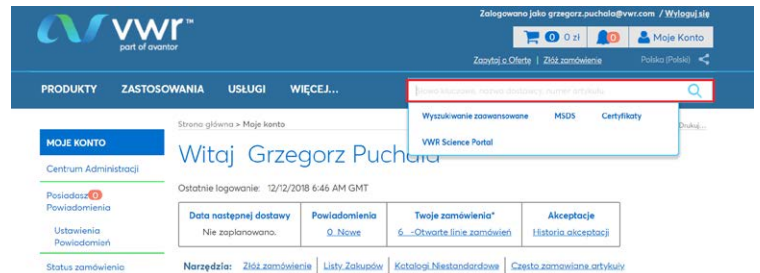 Zalogowano jako grzegorz.puchala@vwr.com / Wyloguj się
vwr™
part of avantor
0 0 zł 0 Moje Konto
Zapytaj o Ofertę | Złóż zamówienie Polska (Polski)
PRODUKTY ZASTOSOWANIA USŁUGI WIĘCEJ...
Słowo kluczowe, nazwa dostawcy, numer artykułu
Wyszukiwanie zaawansowane MSDS Certyfikaty
VWR Science Portal
Strona główna > Moje konto
Drukuj...
MOJE KONTO
Witaj Grzegorz Puchala
Centrum Administracji
Ostatnie logowanie: 12/12/2018 6:46 AM GMT
Posiadasz 0
Powiadomienia
Ustawienia
Powiadomień
Status zamówienia
Data następnej dostawy Powiadomienia Twoje zamówienia* Akceptacje
Nie zaplanowano. 0 Nowe 6 -Otwarte linie zamówień Historia akceptacji
Narzędzia: Złóż zamówienie | Listy Zakupów | Katalogi Niestandardowe | Często zamawiane artykuły